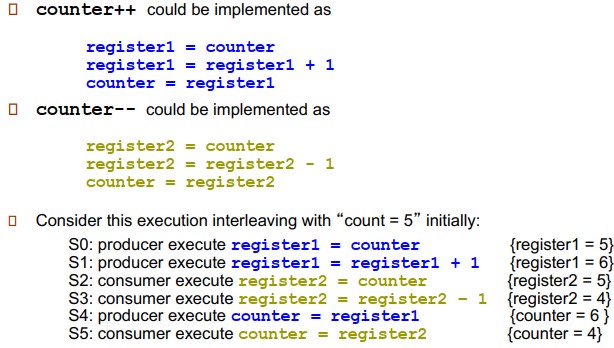 counter++ could be implemented as
register1 = counter
register1 = register1 + 1
counter = register1
counter-- could be implemented as
register2 = counter
register2 = register2 - 1
counter = register2
Consider this execution interleaving with “count = 5” initially:
S0: producer execute register1 = counter {register1 = 5}
S1: producer execute register1 = register1 + 1 {register1 = 6}
S2: consumer execute register2 = counter {register2 = 5}
S3: consumer execute register2 = register2 - 1 {register2 = 4}
S4: producer execute counter = register1 {counter = 6 }
S5: consumer execute counter = register2 {counter = 4}